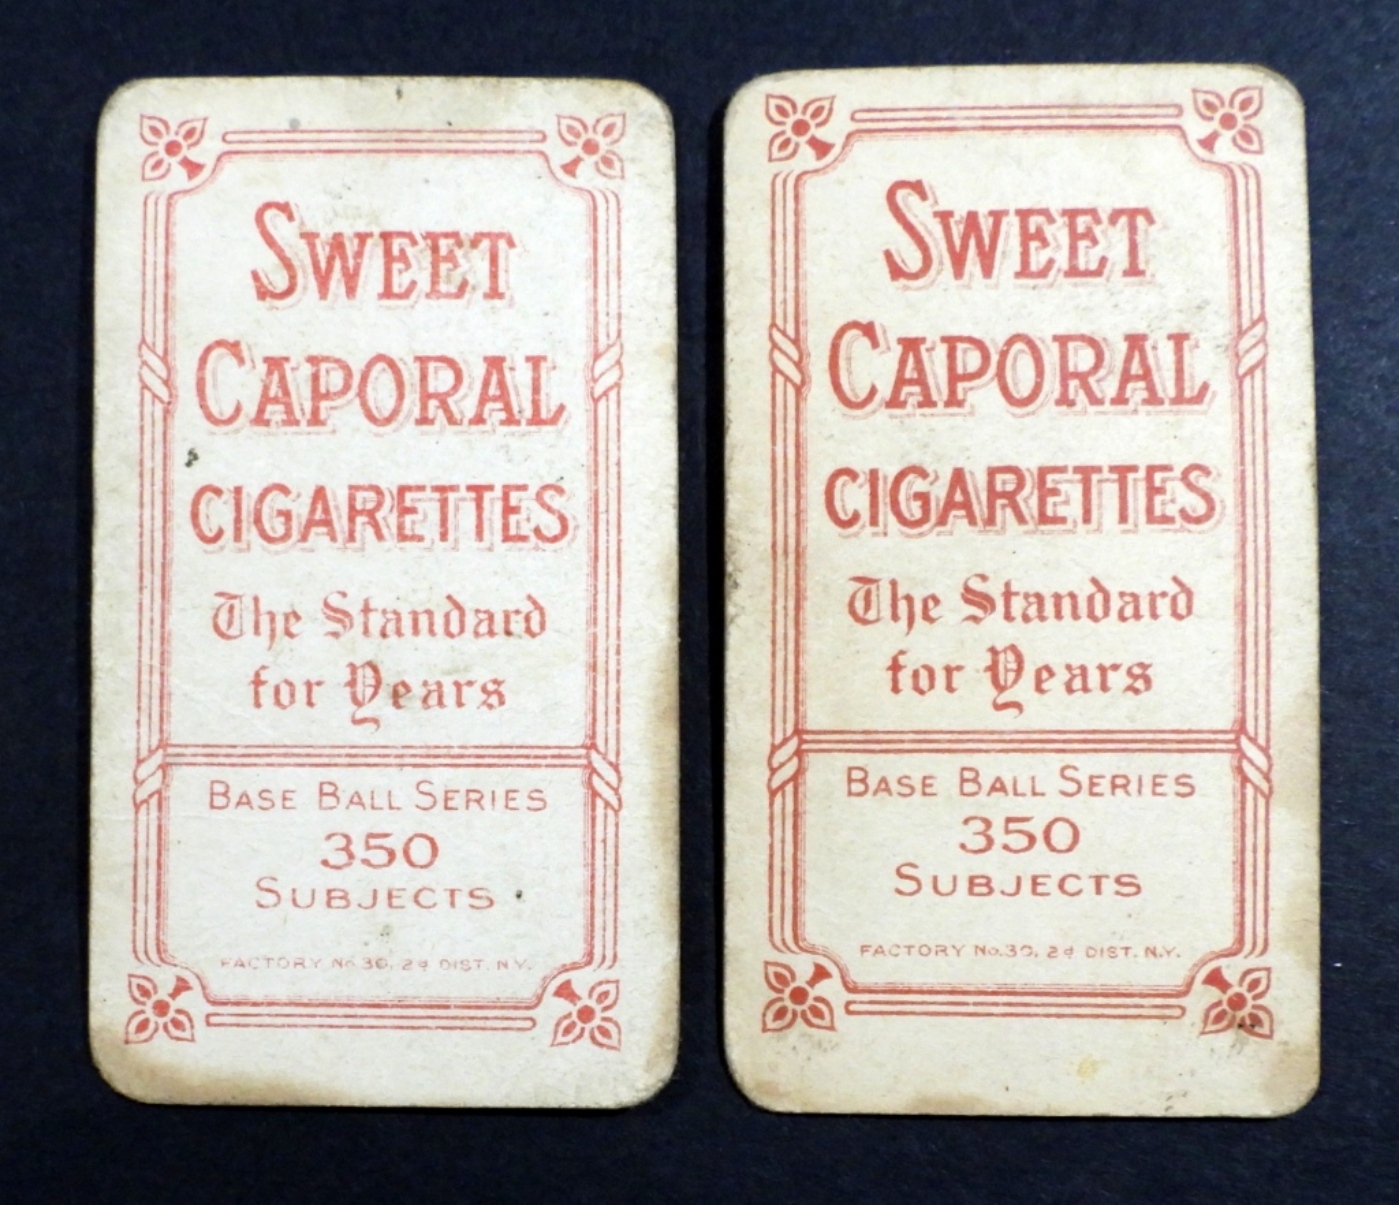 SWEET
CAPORAL
CIGARETTES
The Standard
for Years
BASE BALL SERIES
350
SUBJECTS
FACTORY No. 30, 2d DIST. N.Y.
SWEET
CAPORAL
CIGARETTES
The Standard
for Years
BASE BALL SERIES
350
SUBJECTS
FACTORY No. 30, 2d DIST. N.Y.